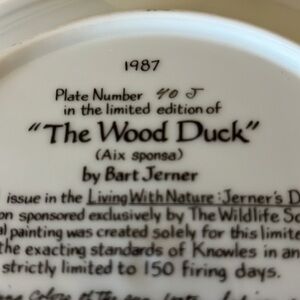 1987
Plate Number 40 J
in the limited edition of
"The Wood Duck"
(Aix sponsa)
by Bart Jerner
issue in the Living With Nature: Jerner's D
on sponsored exclusively by The Wildlife So
al painting was created solely for this limite
the exacting standards of Knowles in an
strictly limited to 150 firing days.